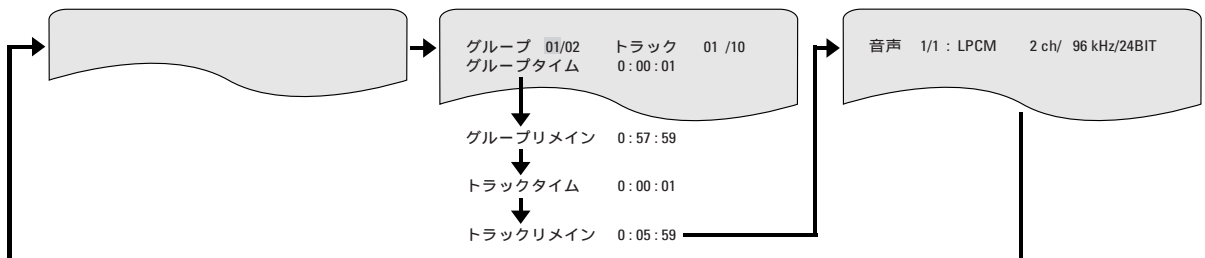 グループ 01/02 トラック 01 /10
グループタイム 0 : 00 : 01
グループリメイン 0 : 57 : 59
トラックタイム 0 : 00 : 01
トラックリメイン 0 : 05 : 59
音声 1/1 : LPCM 2 ch/ 96 kHz/24BIT